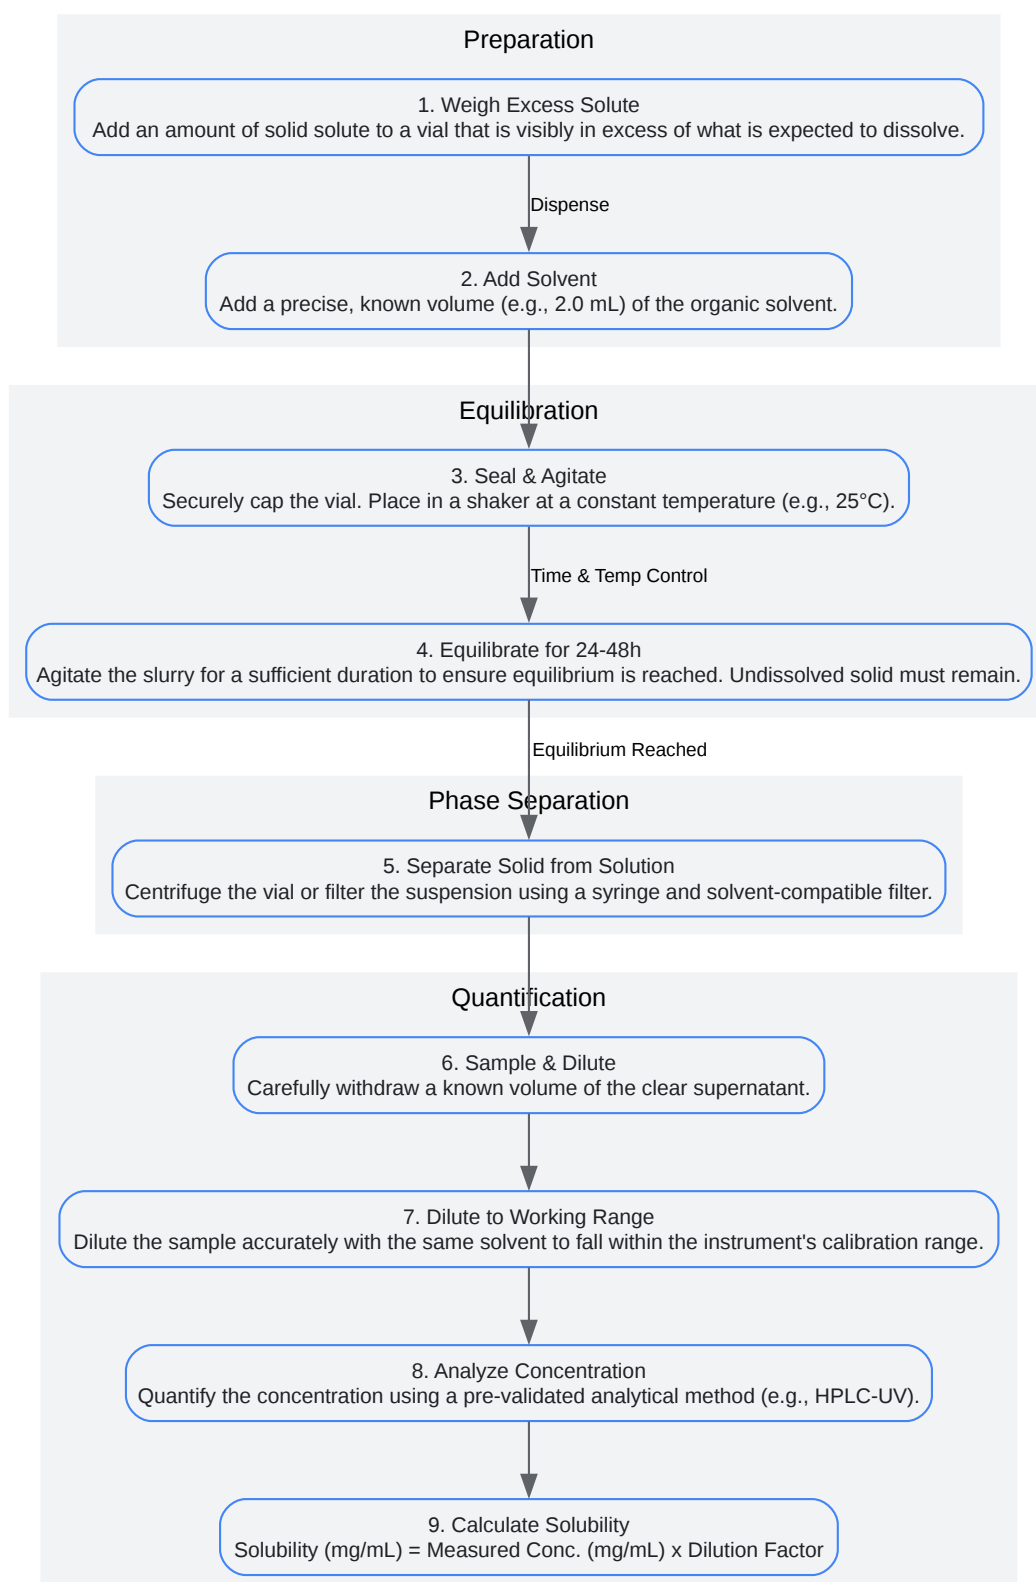 Preparation
1. Weigh Excess Solute
Add an amount of solid solute to a vial that is visibly in excess of what is expected to dissolve.
Dispense
2. Add Solvent
Add a precise, known volume (e.g., 2.0 mL) of the organic solvent.
Equilibration
3. Seal & Agitate
Securely cap the vial. Place in a shaker at a constant temperature (e.g., 25°C).
Time & Temp Control
4. Equilibrate for 24-48h
Agitate the slurry for a sufficient duration to ensure equilibrium is reached. Undissolved solid must remain.
Equilibrium Reached
Phase Separation
5. Separate Solid from Solution
Centrifuge the vial or filter the suspension using a syringe and solvent-compatible filter.
Quantification
6. Sample & Dilute
Carefully withdraw a known volume of the clear supernatant.
7. Dilute to Working Range
Dilute the sample accurately with the same solvent to fall within the instrument's calibration range.
8. Analyze Concentration
Quantify the concentration using a pre-validated analytical method (e.g., HPLC-UV).
9. Calculate Solubility
Solubility (mg/mL) = Measured Conc. (mg/mL) x Dilution Factor